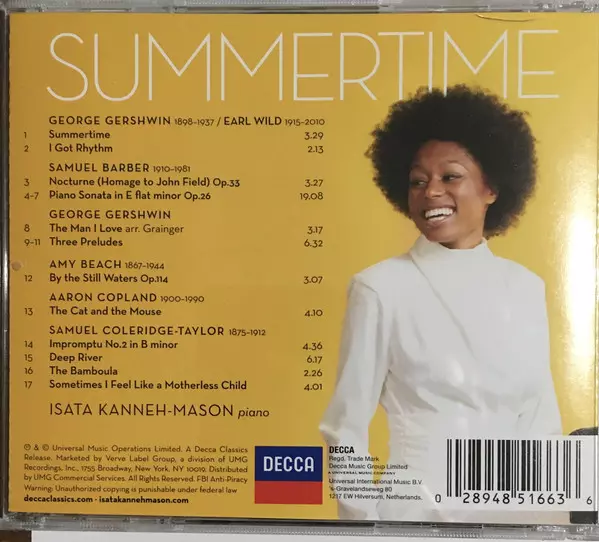 SUMMERTIME
GEORGE GERSHWIN 1898-1937 / EARL WILD 1915-2010
1 Summertime 3.29
2 I Got Rhythm 2.13
SAMUEL BARBER 1910-1981
3 Nocturne (Homage to John Field) Op.33 3.27
4-7 Piano Sonata in E flat minor Op.26 19.08
GEORGE GERSHWIN
8 The Man I Love arr. Grainger 3.17
9-11 Three Preludes 6.32
AMY BEACH 1867-1944
12 By the Still Waters Op.114 3.07
AARON COPLAND 1900-1990
13 The Cat and the Mouse 4.10
SAMUEL COLERIDGE-TAYLOR 1875-1912
14 Impromptu No.2 in B minor 4.36
15 Deep River 6.17
16 The Bamboula 2.26
17 Sometimes I Feel Like a Motherless Child 4.01
ISATA KANNEH-MASON piano
℗ & © Universal Music Operations Limited. A Decca Classics
Release. Marketed by Verve Label Group, a division of UMG
Recordings, Inc., 1755 Broadway, New York, NY 10019. Distributed
by UMG Commercial Services. All Rights Reserved. FBI Anti-Piracy
Warning: Unauthorized copying is punishable under federal law
deccaclassics.com · isatakannehmason.com
DECCA
DECCA
Regd. Trade Mark
Decca Music Group Limited
A UNIVERSAL MUSIC COMPANY
Universal International Music B.V.
's-Gravelandseweg 80
1217 EW Hilversum, Netherlands.
0 28948 51663 6